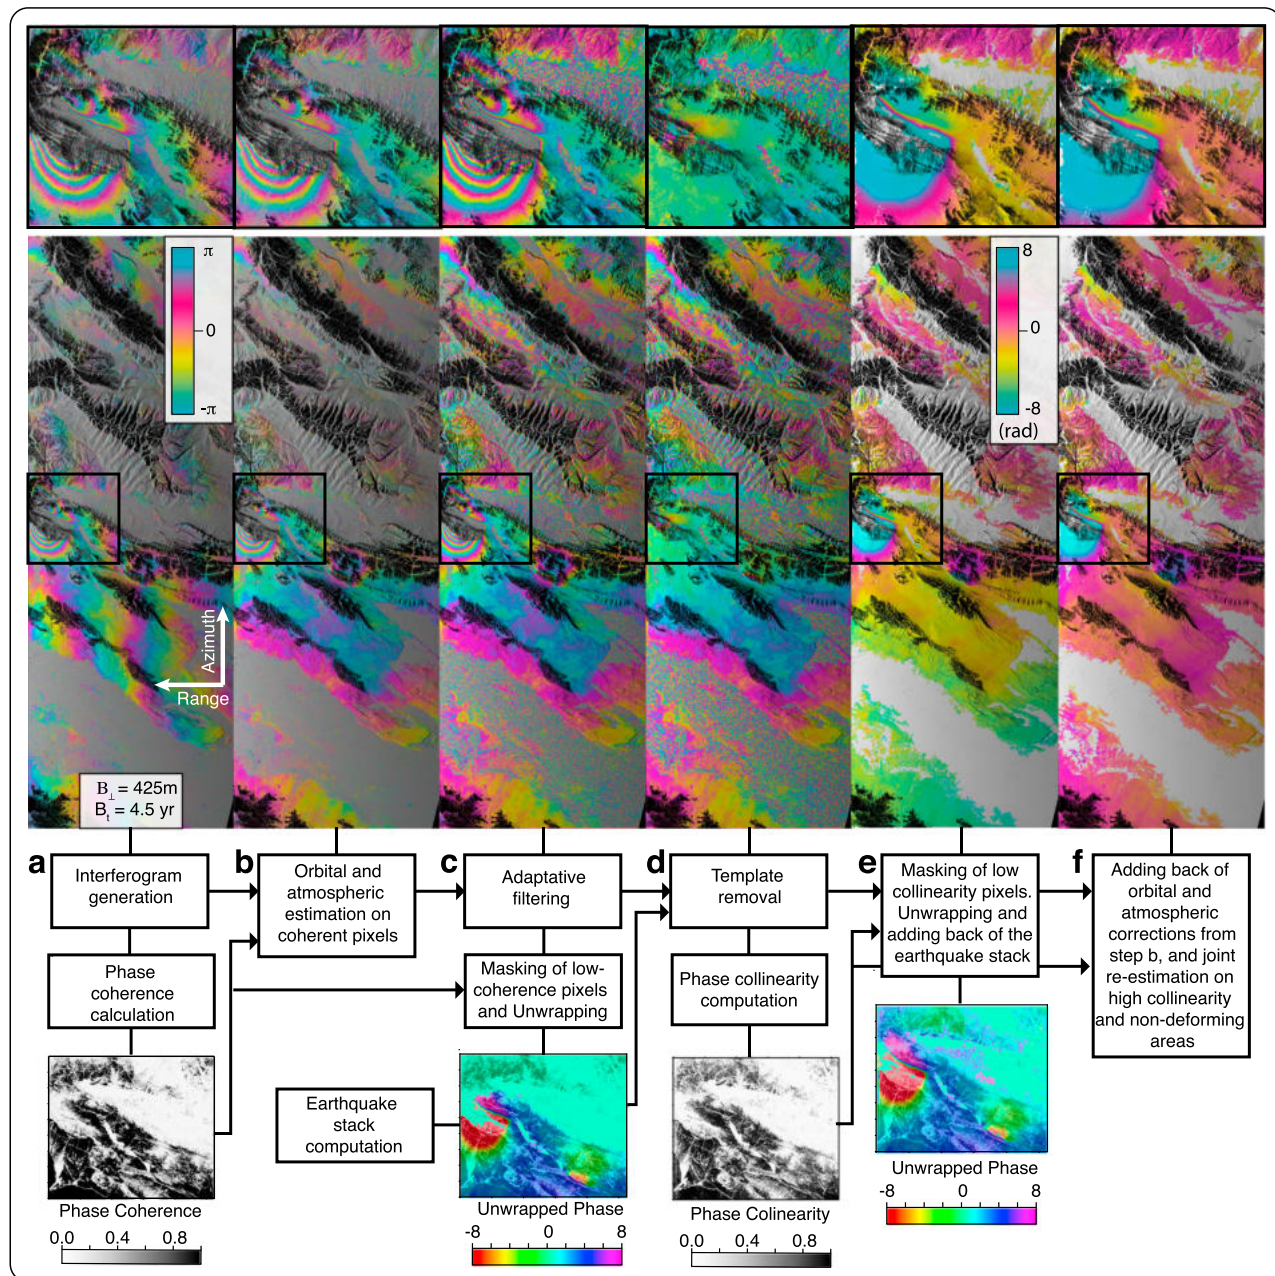 π
0
-π
8
0
-8
(rad)
Azimuth
Range
B⊥ = 425m
Bt = 4.5 yr
a
Interferogram
generation
b
Orbital and
atmospheric
estimation on
coherent pixels
c
Adaptative
filtering
d
Template
removal
e
Masking of low
collinearity pixels.
Unwrapping and
adding back of the
earthquake stack
f
Adding back of
orbital and
atmospheric
corrections from
step b, and joint
re-estimation on
high collinearity
and non-deforming
areas
Phase
coherence
calculation
Masking of low-
coherence pixels
and Unwrapping
Phase collinearity
computation
Earthquake
stack
computation
Phase Coherence
0.0 0.4 0.8
Unwrapped Phase
-8 0 8
Phase Colinearity
0.0 0.4 0.8
Unwrapped Phase
-8 0 8